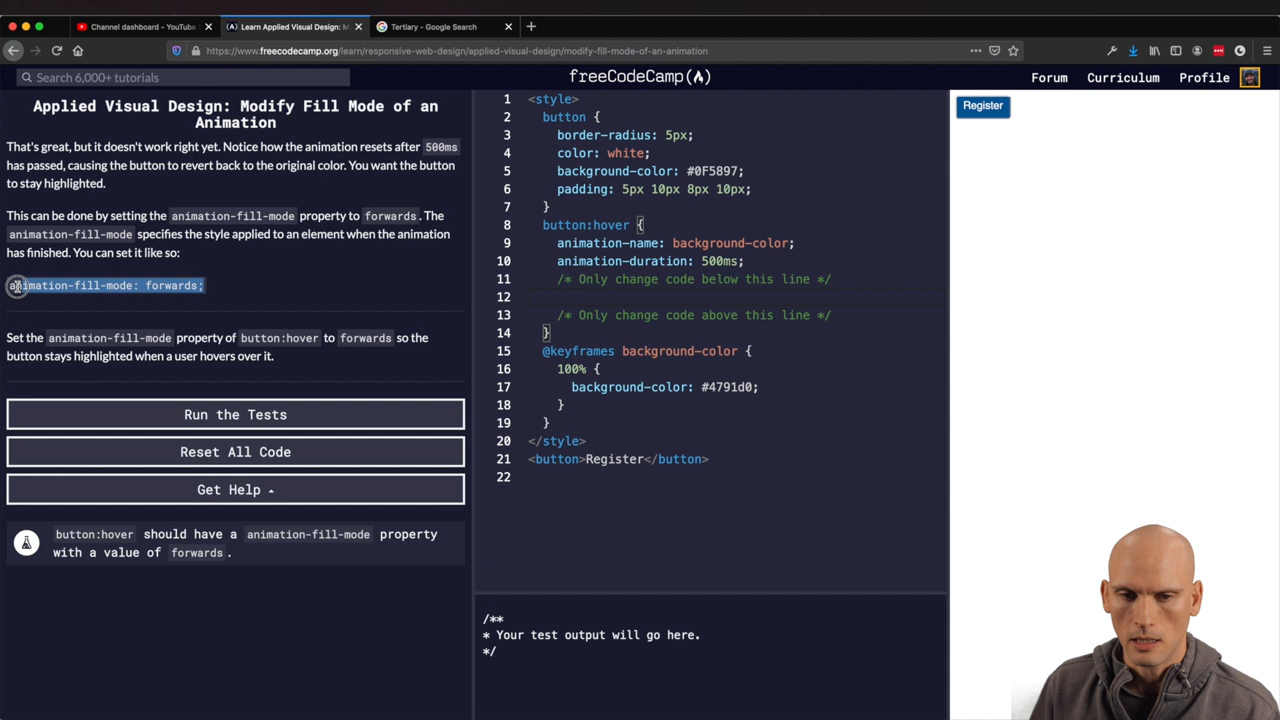 Channel dashboard - YouTube
Learn Applied Visual Design: M
Tertiary - Google Search
https://www.freecodecamp.org/learn/responsive-web-design/applied-visual-design/modify-fill-mode-of-an-animation
Search 6,000+ tutorials
freeCodeCamp(🔥)
Forum
Curriculum
Profile
Applied Visual Design: Modify Fill Mode of an
Animation
That's great, but it doesn't work right yet. Notice how the animation resets after 500ms
has passed, causing the button to revert back to the original color. You want the button
to stay highlighted.
This can be done by setting the animation-fill-mode property to forwards. The
animation-fill-mode specifies the style applied to an element when the animation
has finished. You can set it like so:
animation-fill-mode: forwards;
Set the animation-fill-mode property of button:hover to forwards so the
button stays highlighted when a user hovers over it.
Run the Tests
Reset All Code
Get Help
button:hover should have a animation-fill-mode property
with a value of forwards.
1 <style>
2 button {
3 border-radius: 5px;
4 color: white;
5 background-color: #0F5897;
6 padding: 5px 10px 8px 10px;
7 }
8 button:hover {
9 animation-name: background-color;
10 animation-duration: 500ms;
11 /* Only change code below this line */
12
13 /* Only change code above this line */
14 }
15 @keyframes background-color {
16 100% {
17 background-color: #4791d0;
18 }
19 }
20 </style>
21 <button>Register</button>
22
/**
* Your test output will go here.
*/
Register